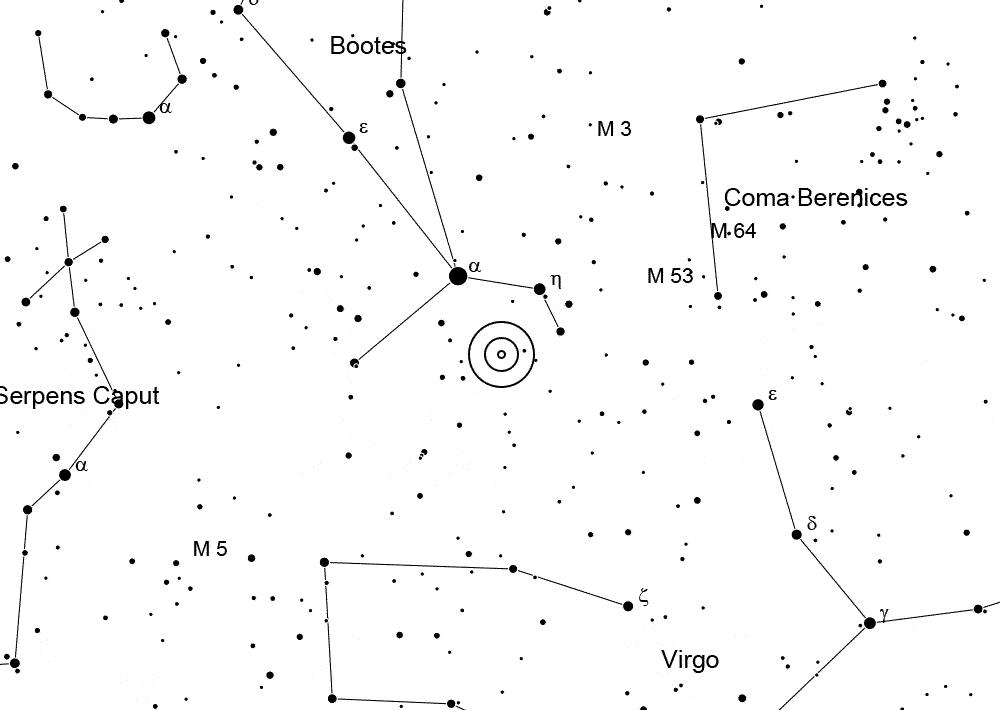 δ
Bootes
α
ε
M 3
Coma Berenices
M 64
α
M 53
η
Serpens Caput
ε
α
δ
M 5
ζ
γ
Virgo